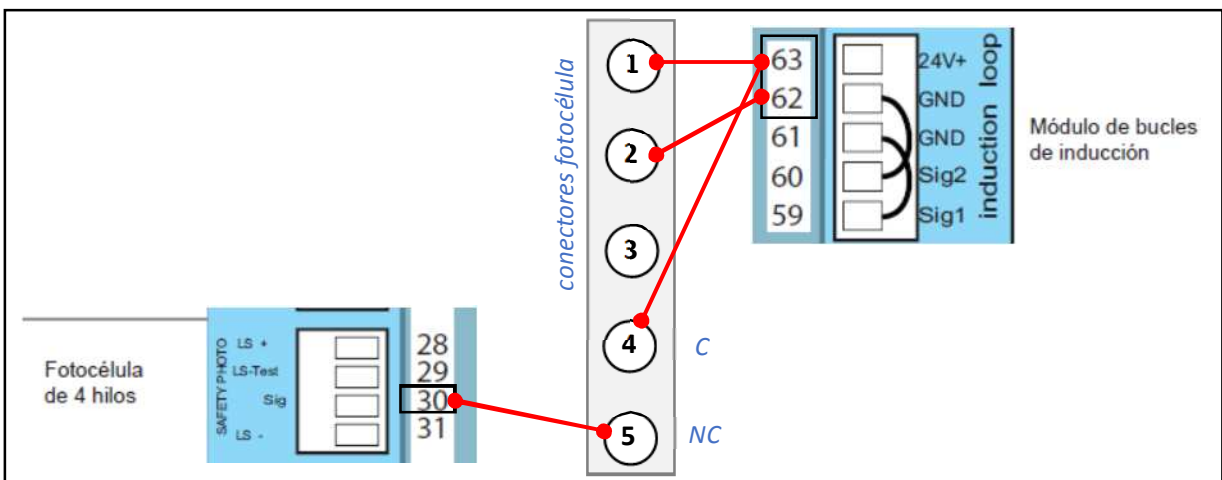 conectores fotocélula
1
2
3
4
5
C
NC
63
62
61
60
59
24V+
GND
GND
Sig2
Sig1
induction loop
Módulo de bucles
de inducción
Fotocélula
de 4 hilos
SAFETY PHOTO
LS +
LS-Test
Sig
LS -
28
29
30
31